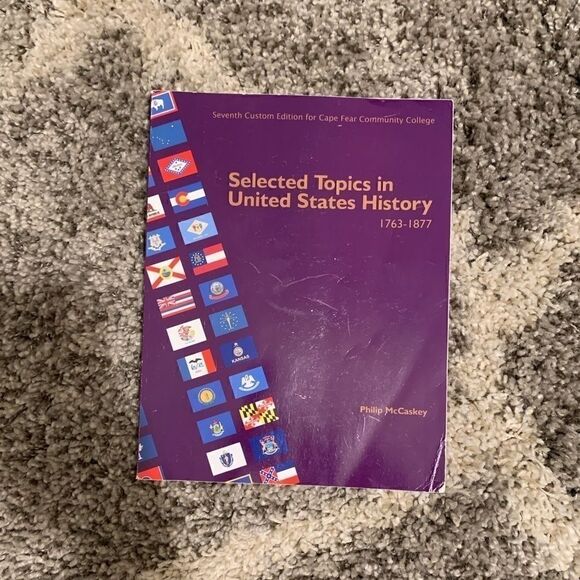 Seventh Custom Edition for Cape Fear Community College
Selected Topics in
United States History
1763-1877
KANSAS
Philip McCaskey